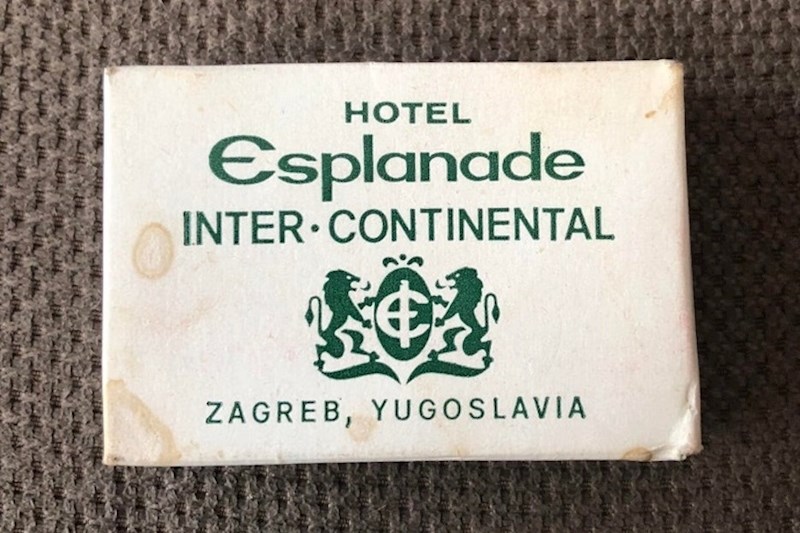 HOTEL
Esplanade
INTER·CONTINENTAL
E
ZAGREB, YUGOSLAVIA